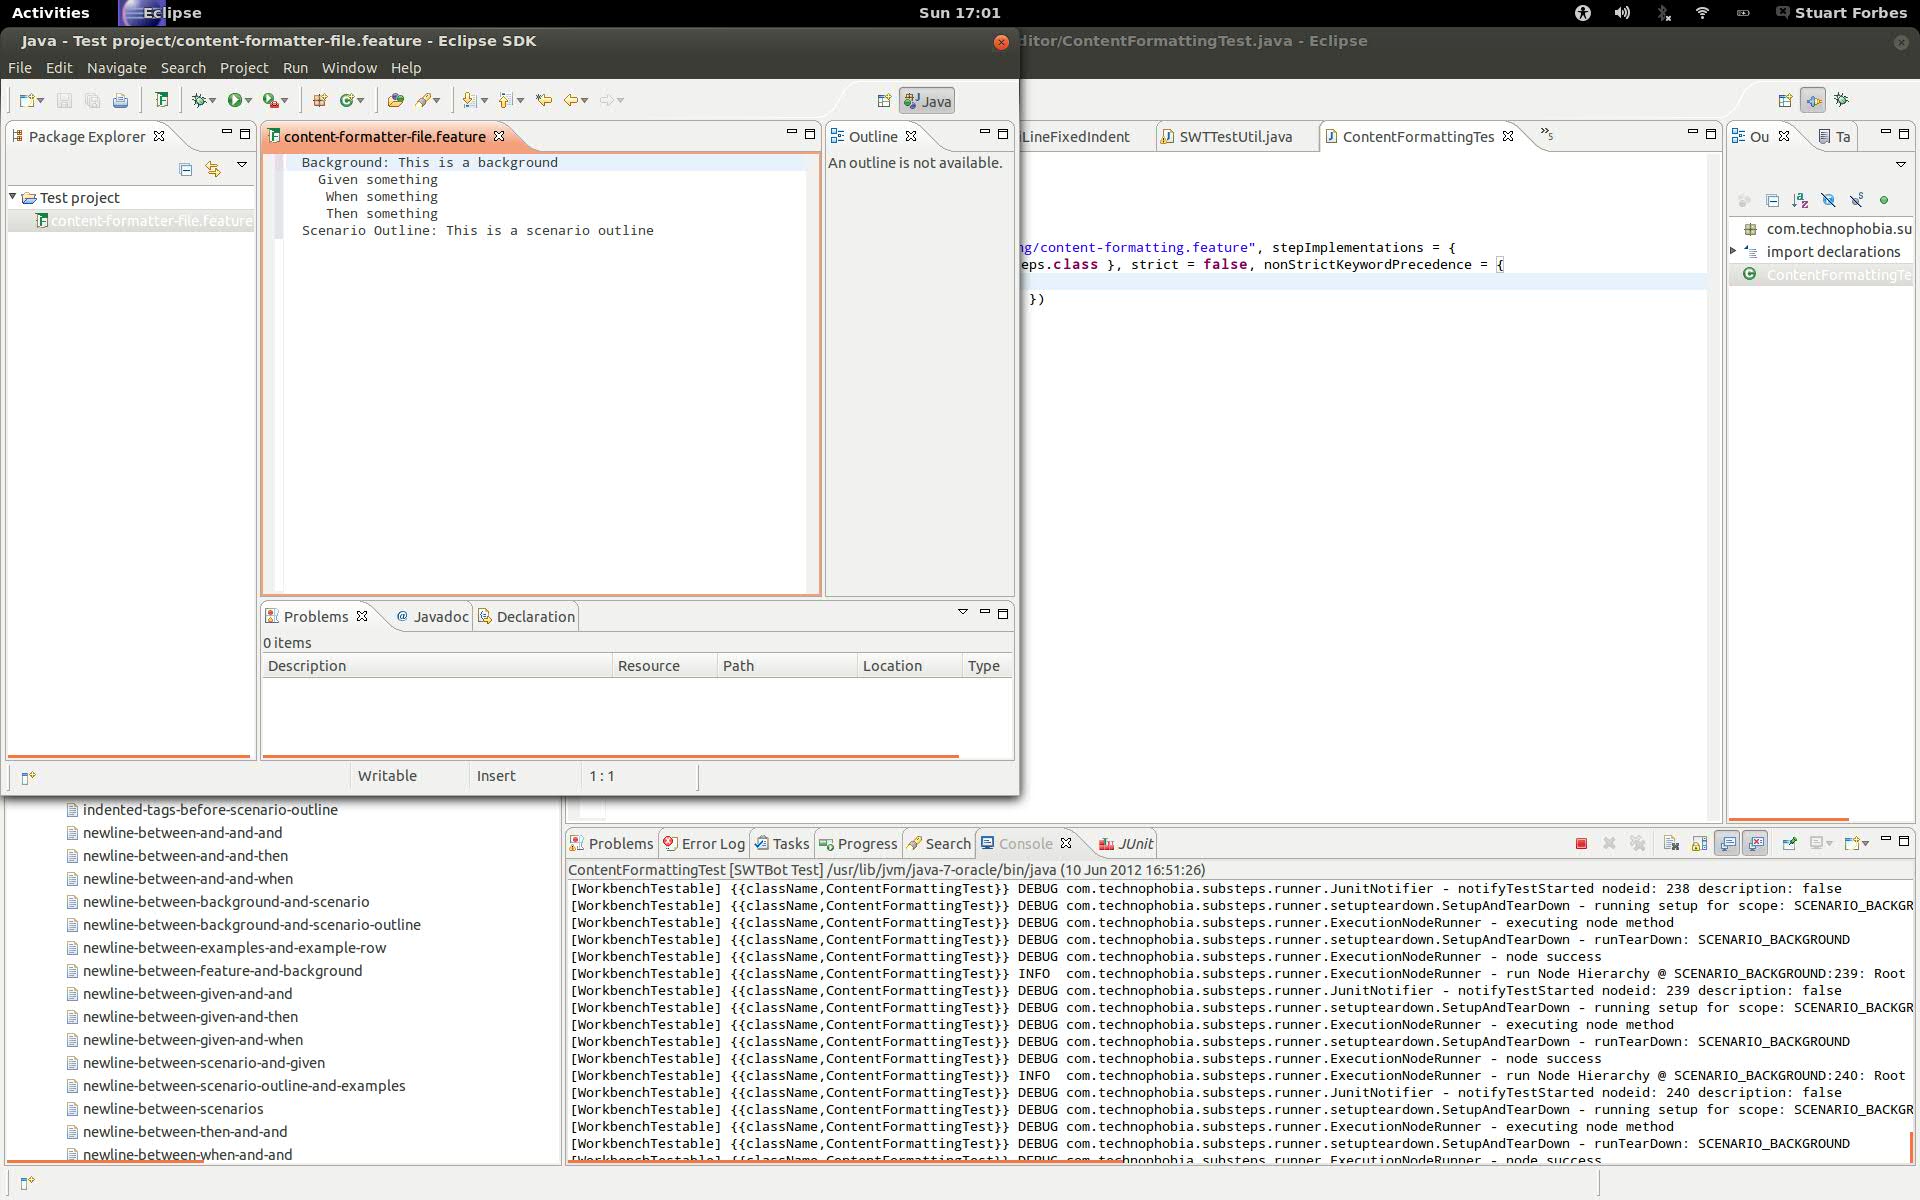 Activities
Eclipse
Sun 17:01
Stuart Forbes
Java - Test project/content-formatter-file.feature - Eclipse SDK
ditor/ContentFormattingTest.java - Eclipse
File Edit Navigate Search Project Run Window Help
Java
Package Explorer
content-formatter-file.feature
Outline
LineFixedIndent
SWTTestUtil.java
ContentFormattingTes
»5
Ou
Ta
Test project
content-formatter-file.feature
Background: This is a background
Given something
When something
Then something
Scenario Outline: This is a scenario outline
An outline is not available.
ng/content-formatting.feature", stepImplementations = {
eps.class }, strict = false, nonStrictKeywordPrecedence = {
})
com.technophobia.su
import declarations
ContentFormattingTe
Problems
@ Javadoc
Declaration
0 items
Description Resource Path Location Type
Writable Insert 1 : 1
indented-tags-before-scenario-outline
newline-between-and-and-and
newline-between-and-and-then
newline-between-and-and-when
newline-between-background-and-scenario
newline-between-background-and-scenario-outline
newline-between-examples-and-example-row
newline-between-feature-and-background
newline-between-given-and-and
newline-between-given-and-then
newline-between-given-and-when
newline-between-scenario-and-given
newline-between-scenario-outline-and-examples
newline-between-scenarios
newline-between-then-and-and
newline-between-when-and-and
Problems Error Log Tasks Progress Search Console JUnit
ContentFormattingTest [SWTBot Test] /usr/lib/jvm/java-7-oracle/bin/java (10 Jun 2012 16:51:26)
[WorkbenchTestable] {{className,ContentFormattingTest}} DEBUG com.technophobia.substeps.runner.JunitNotifier - notifyTestStarted nodeid: 238 description: false
[WorkbenchTestable] {{className,ContentFormattingTest}} DEBUG com.technophobia.substeps.runner.setupteardown.SetupAndTearDown - running setup for scope: SCENARIO_BACKGR
[WorkbenchTestable] {{className,ContentFormattingTest}} DEBUG com.technophobia.substeps.runner.ExecutionNodeRunner - executing node method
[WorkbenchTestable] {{className,ContentFormattingTest}} DEBUG com.technophobia.substeps.runner.setupteardown.SetupAndTearDown - runTearDown: SCENARIO_BACKGROUND
[WorkbenchTestable] {{className,ContentFormattingTest}} DEBUG com.technophobia.substeps.runner.ExecutionNodeRunner - node success
[WorkbenchTestable] {{className,ContentFormattingTest}} INFO com.technophobia.substeps.runner.ExecutionNodeRunner - run Node Hierarchy @ SCENARIO_BACKGROUND:239: Root
[WorkbenchTestable] {{className,ContentFormattingTest}} DEBUG com.technophobia.substeps.runner.JunitNotifier - notifyTestStarted nodeid: 239 description: false
[WorkbenchTestable] {{className,ContentFormattingTest}} DEBUG com.technophobia.substeps.runner.setupteardown.SetupAndTearDown - running setup for scope: SCENARIO_BACKGR
[WorkbenchTestable] {{className,ContentFormattingTest}} DEBUG com.technophobia.substeps.runner.ExecutionNodeRunner - executing node method
[WorkbenchTestable] {{className,ContentFormattingTest}} DEBUG com.technophobia.substeps.runner.setupteardown.SetupAndTearDown - runTearDown: SCENARIO_BACKGROUND
[WorkbenchTestable] {{className,ContentFormattingTest}} DEBUG com.technophobia.substeps.runner.ExecutionNodeRunner - node success
[WorkbenchTestable] {{className,ContentFormattingTest}} INFO com.technophobia.substeps.runner.ExecutionNodeRunner - run Node Hierarchy @ SCENARIO_BACKGROUND:240: Root
[WorkbenchTestable] {{className,ContentFormattingTest}} DEBUG com.technophobia.substeps.runner.JunitNotifier - notifyTestStarted nodeid: 240 description: false
[WorkbenchTestable] {{className,ContentFormattingTest}} DEBUG com.technophobia.substeps.runner.setupteardown.SetupAndTearDown - running setup for scope: SCENARIO_BACKGR
[WorkbenchTestable] {{className,ContentFormattingTest}} DEBUG com.technophobia.substeps.runner.ExecutionNodeRunner - executing node method
[WorkbenchTestable] {{className,ContentFormattingTest}} DEBUG com.technophobia.substeps.runner.setupteardown.SetupAndTearDown - runTearDown: SCENARIO_BACKGROUND
[WorkbenchTestable] {{className,ContentFormattingTest}} DEBUG com.technophobia.substeps.runner.ExecutionNodeRunner - node success